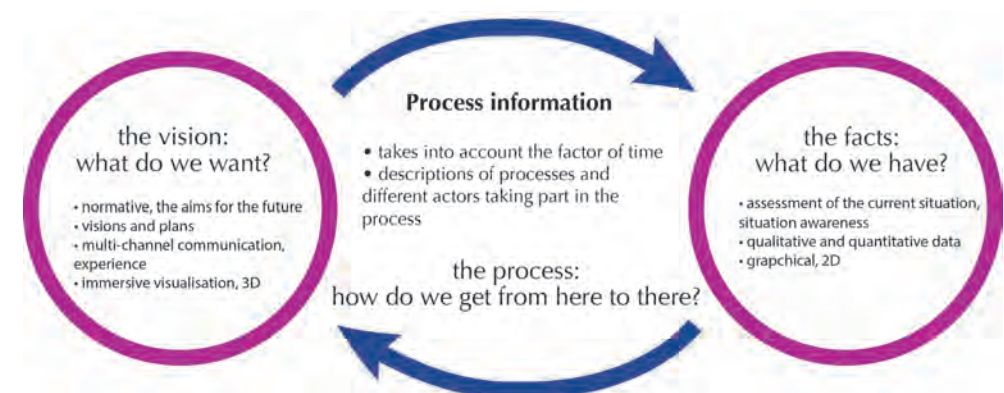 the vision:
what do we want?
• normative, the aims for the future
• visions and plans
• multi-channel communication,
experience
• immersive visualisation, 3D
Process information
• takes into account the factor of time
• descriptions of processes and
different actors taking part in the
process
the process:
how do we get from here to there?
the facts:
what do we have?
• assessment of the current situation,
situation awareness
• qualitative and quantitative data
• grapchical, 2D